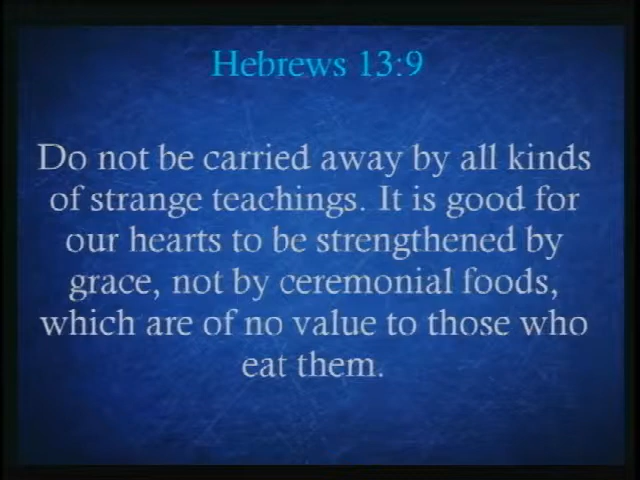 Hebrews 13:9
Do not be carried away by all kinds
of strange teachings. It is good for
our hearts to be strengthened by
grace, not by ceremonial foods,
which are of no value to those who
eat them.